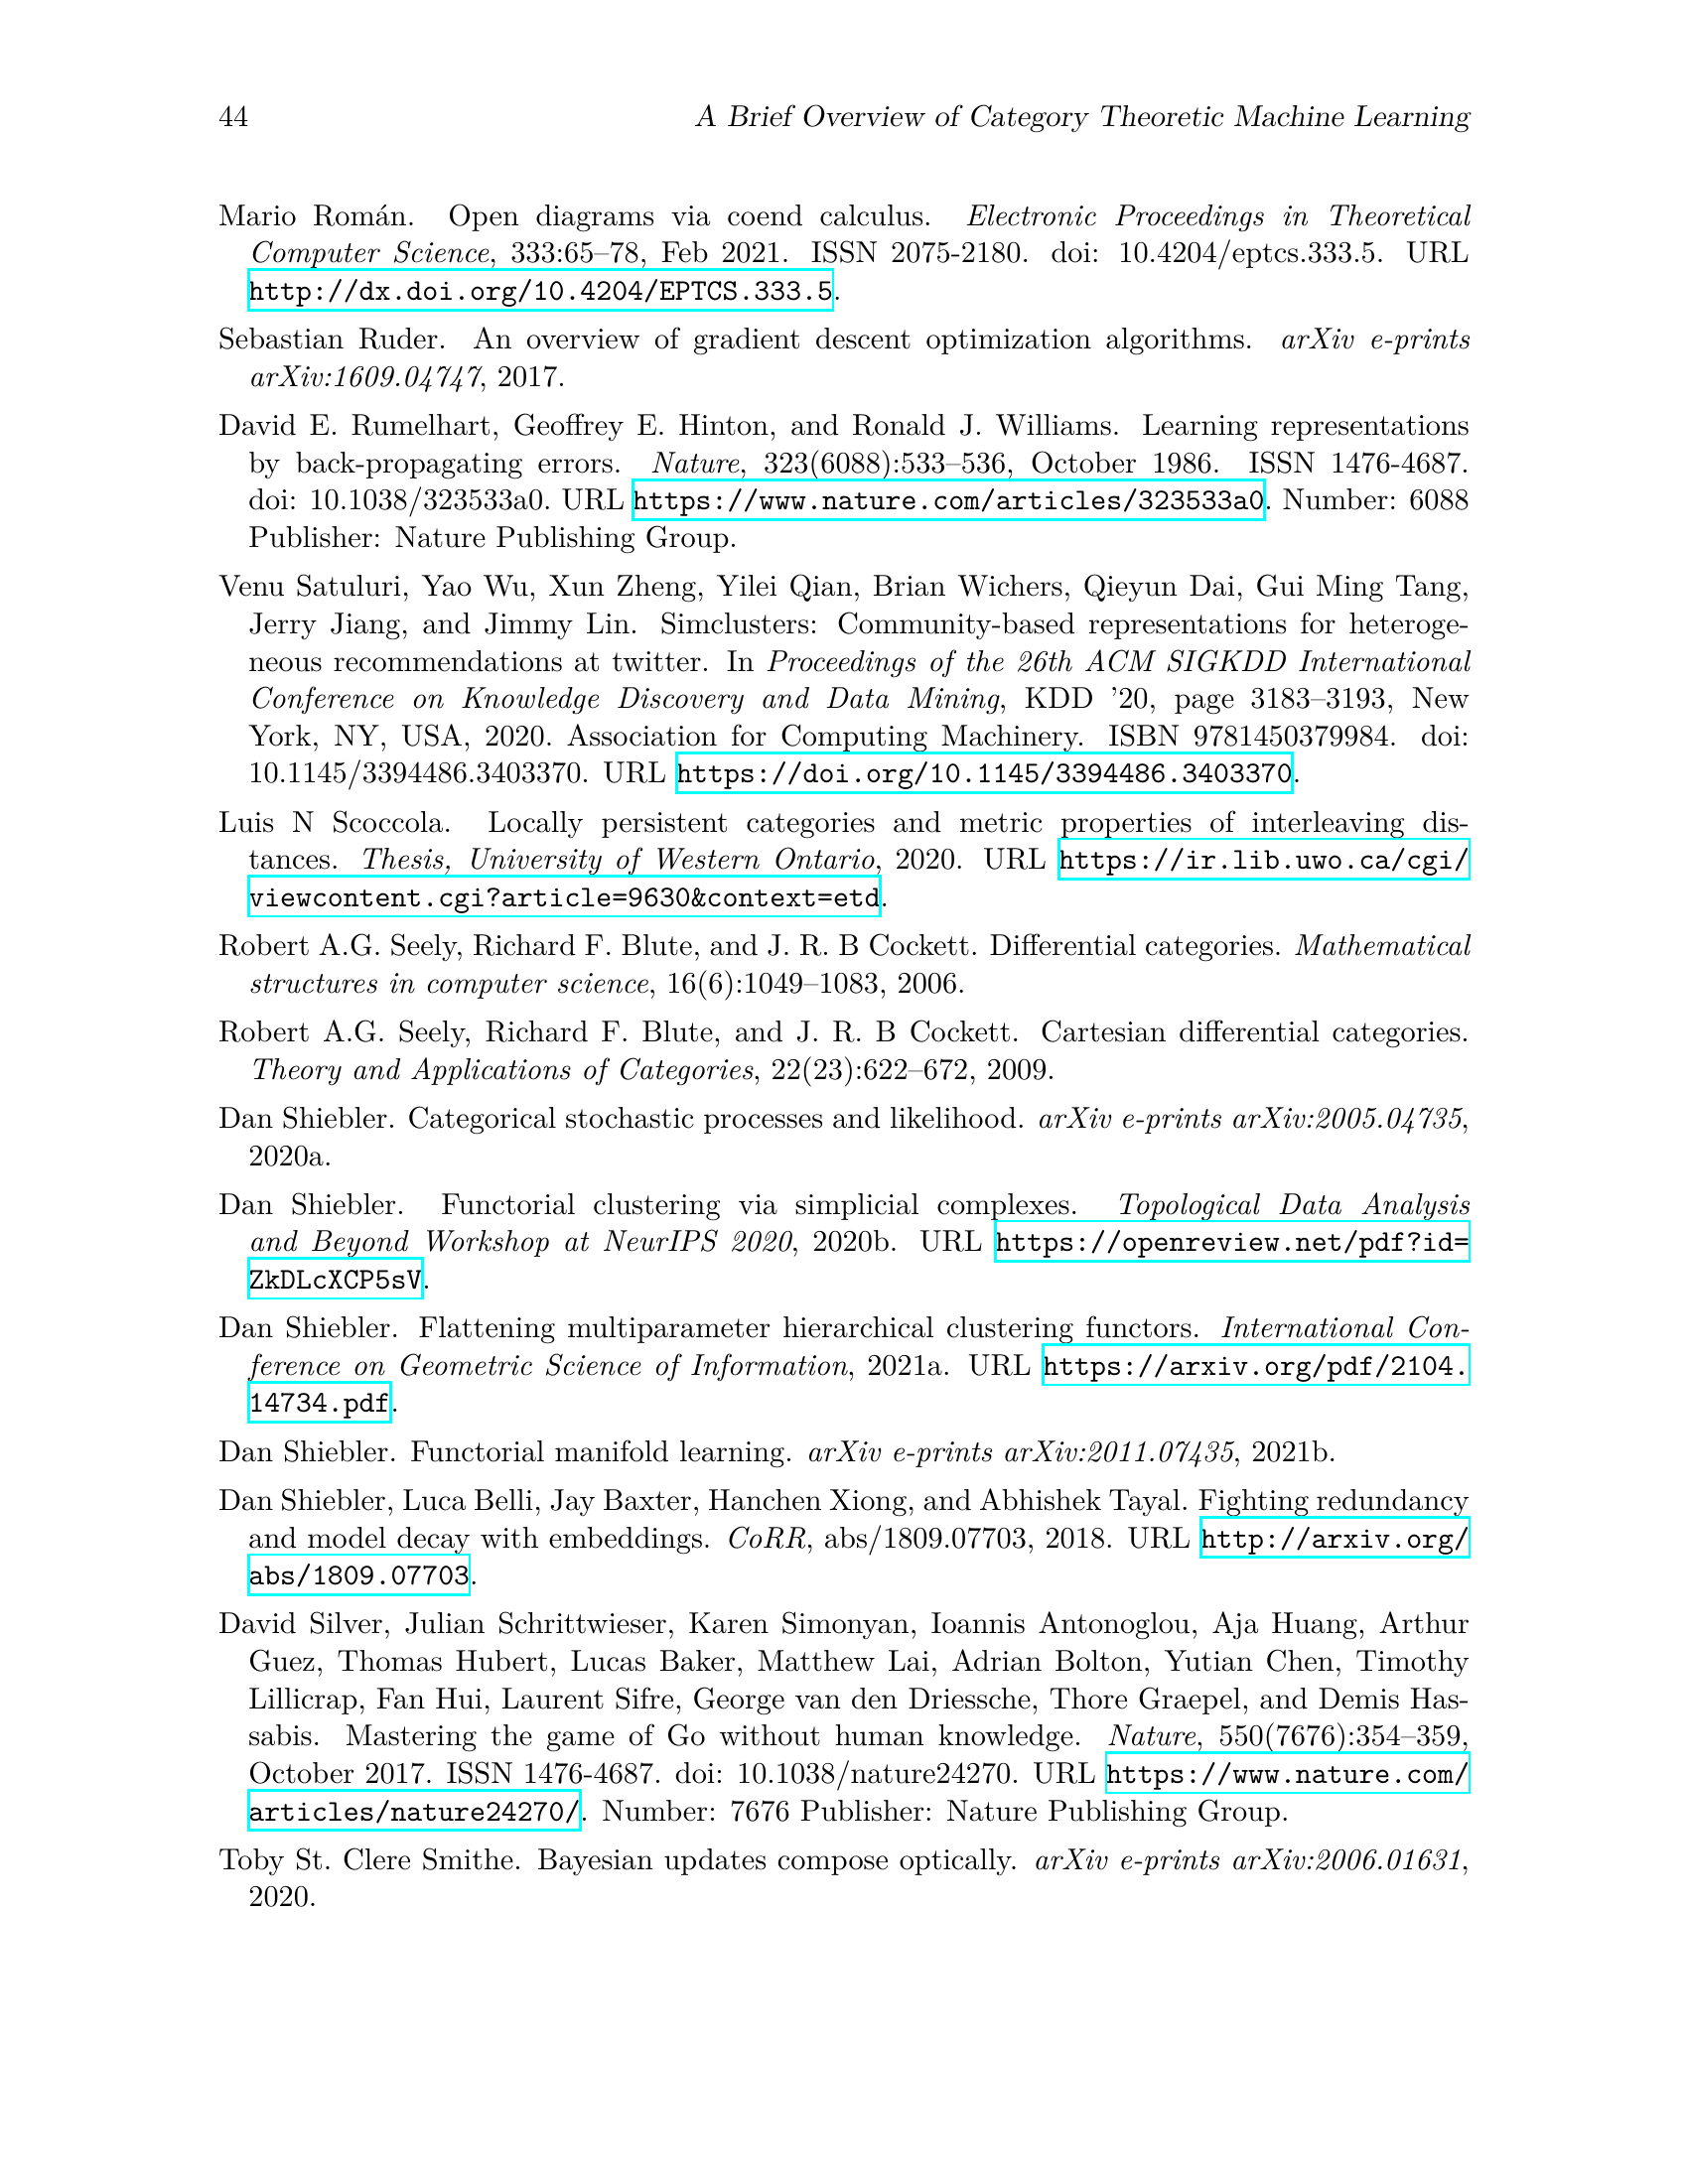 44 A Brief Overview of Category Theoretic Machine Learning
Mario Román. Open diagrams via coend calculus. Electronic Proceedings in Theoretical
Computer Science, 333:65–78, Feb 2021. ISSN 2075-2180. doi: 10.4204/eptcs.333.5. URL
http://dx.doi.org/10.4204/EPTCS.333.5.
Sebastian Ruder. An overview of gradient descent optimization algorithms. arXiv e-prints
arXiv:1609.04747, 2017.
David E. Rumelhart, Geoffrey E. Hinton, and Ronald J. Williams. Learning representations
by back-propagating errors. Nature, 323(6088):533–536, October 1986. ISSN 1476-4687.
doi: 10.1038/323533a0. URL https://www.nature.com/articles/323533a0. Number: 6088
Publisher: Nature Publishing Group.
Venu Satuluri, Yao Wu, Xun Zheng, Yilei Qian, Brian Wichers, Qieyun Dai, Gui Ming Tang,
Jerry Jiang, and Jimmy Lin. Simclusters: Community-based representations for heteroge-
neous recommendations at twitter. In Proceedings of the 26th ACM SIGKDD International
Conference on Knowledge Discovery and Data Mining, KDD ’20, page 3183–3193, New
York, NY, USA, 2020. Association for Computing Machinery. ISBN 9781450379984. doi:
10.1145/3394486.3403370. URL https://doi.org/10.1145/3394486.3403370.
Luis N Scoccola. Locally persistent categories and metric properties of interleaving dis-
tances. Thesis, University of Western Ontario, 2020. URL https://ir.lib.uwo.ca/cgi/
viewcontent.cgi?article=9630&context=etd.
Robert A.G. Seely, Richard F. Blute, and J. R. B Cockett. Differential categories. Mathematical
structures in computer science, 16(6):1049–1083, 2006.
Robert A.G. Seely, Richard F. Blute, and J. R. B Cockett. Cartesian differential categories.
Theory and Applications of Categories, 22(23):622–672, 2009.
Dan Shiebler. Categorical stochastic processes and likelihood. arXiv e-prints arXiv:2005.04735,
2020a.
Dan Shiebler. Functorial clustering via simplicial complexes. Topological Data Analysis
and Beyond Workshop at NeurIPS 2020, 2020b. URL https://openreview.net/pdf?id=
ZkDLcXCP5sV.
Dan Shiebler. Flattening multiparameter hierarchical clustering functors. International Con-
ference on Geometric Science of Information, 2021a. URL https://arxiv.org/pdf/2104.
14734.pdf.
Dan Shiebler. Functorial manifold learning. arXiv e-prints arXiv:2011.07435, 2021b.
Dan Shiebler, Luca Belli, Jay Baxter, Hanchen Xiong, and Abhishek Tayal. Fighting redundancy
and model decay with embeddings. CoRR, abs/1809.07703, 2018. URL http://arxiv.org/
abs/1809.07703.
David Silver, Julian Schrittwieser, Karen Simonyan, Ioannis Antonoglou, Aja Huang, Arthur
Guez, Thomas Hubert, Lucas Baker, Matthew Lai, Adrian Bolton, Yutian Chen, Timothy
Lillicrap, Fan Hui, Laurent Sifre, George van den Driessche, Thore Graepel, and Demis Has-
sabis. Mastering the game of Go without human knowledge. Nature, 550(7676):354–359,
October 2017. ISSN 1476-4687. doi: 10.1038/nature24270. URL https://www.nature.com/
articles/nature24270/. Number: 7676 Publisher: Nature Publishing Group.
Toby St. Clere Smithe. Bayesian updates compose optically. arXiv e-prints arXiv:2006.01631,
2020.